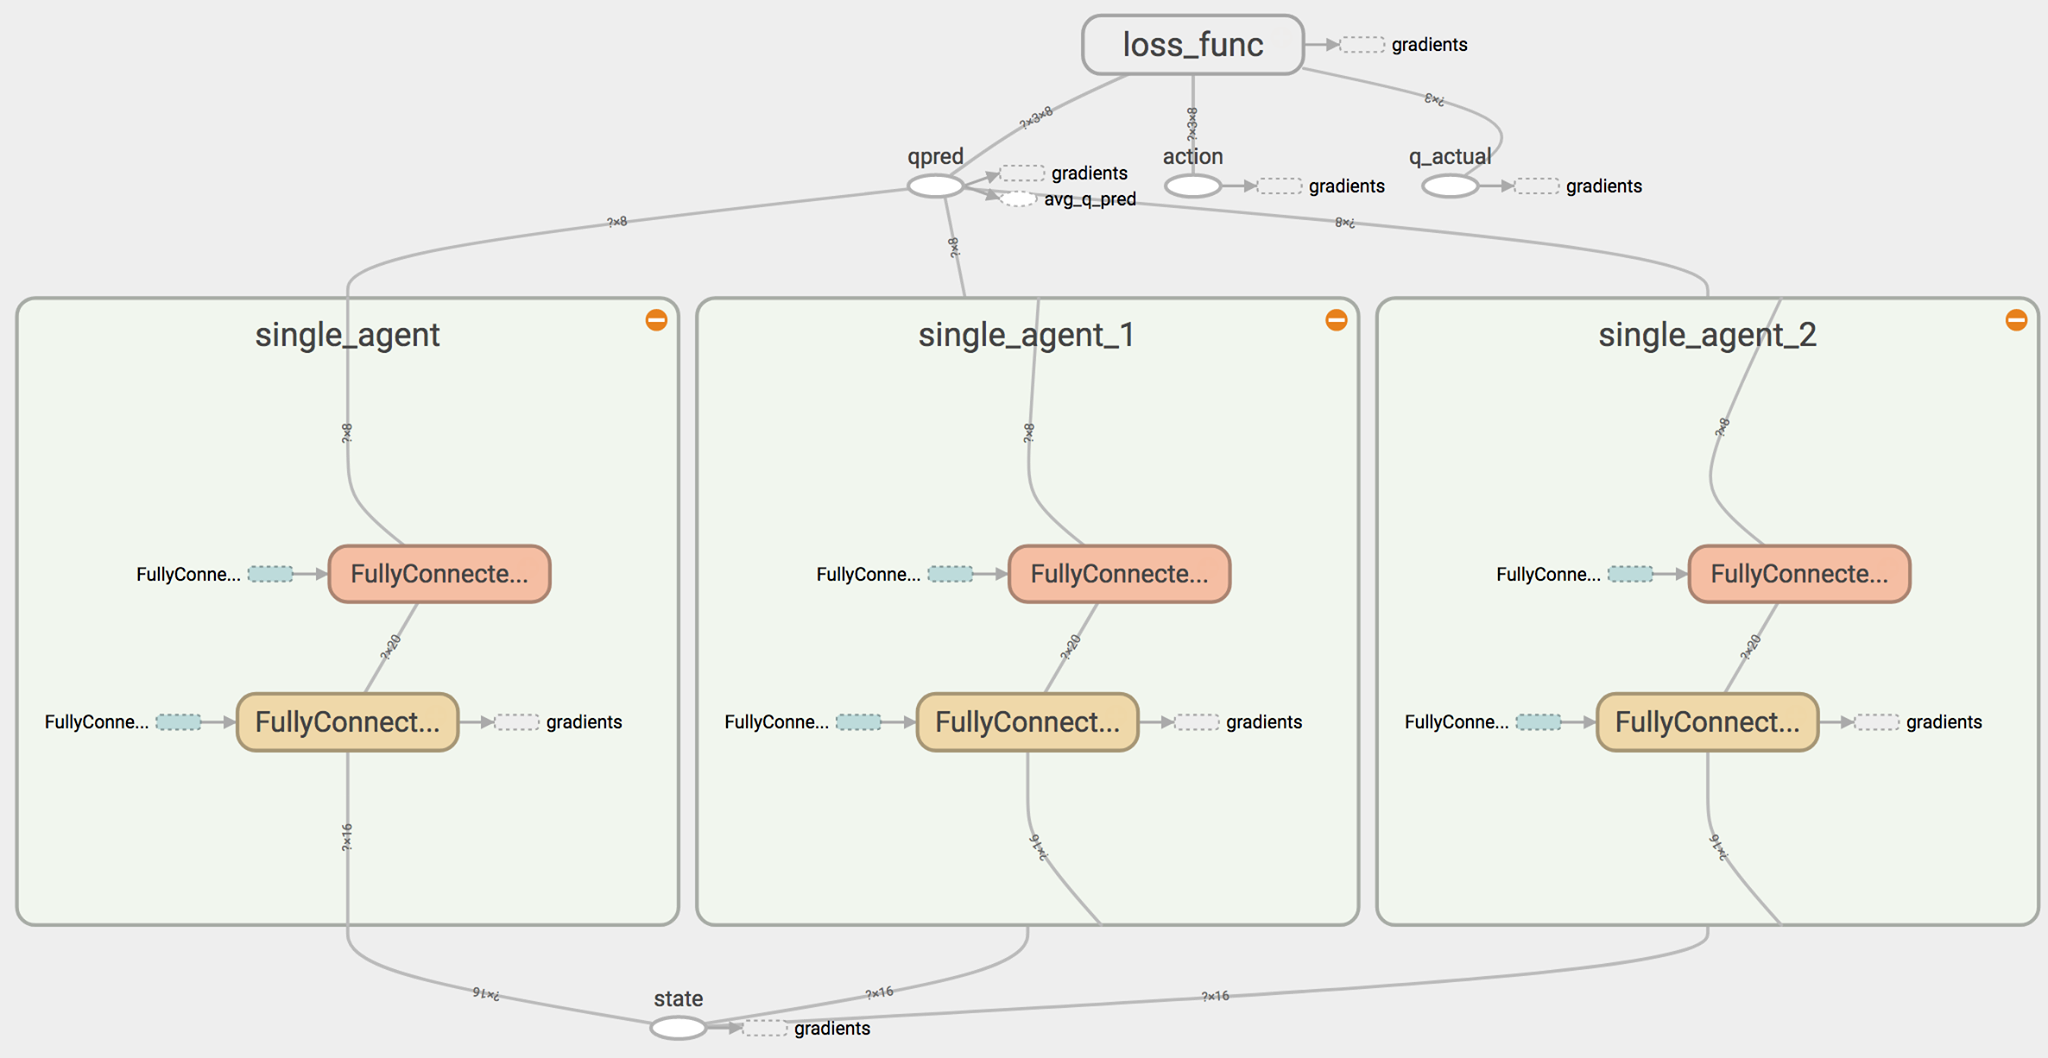 loss_func
gradients
?×3×8
?×3×8
?×3
qpred
action
q_actual
gradients
avg_q_pred
gradients
gradients
?×8
?×8
?×8
single_agent
single_agent_1
single_agent_2
?×8
?×8
?×8
FullyConne...
FullyConnecte...
FullyConne...
FullyConnecte...
FullyConne...
FullyConnecte...
?×20
?×20
?×20
FullyConne...
FullyConnect...
gradients
FullyConne...
FullyConnect...
gradients
FullyConne...
FullyConnect...
gradients
?×16
?×16
?×16
?×16
?×16
?×16
state
gradients